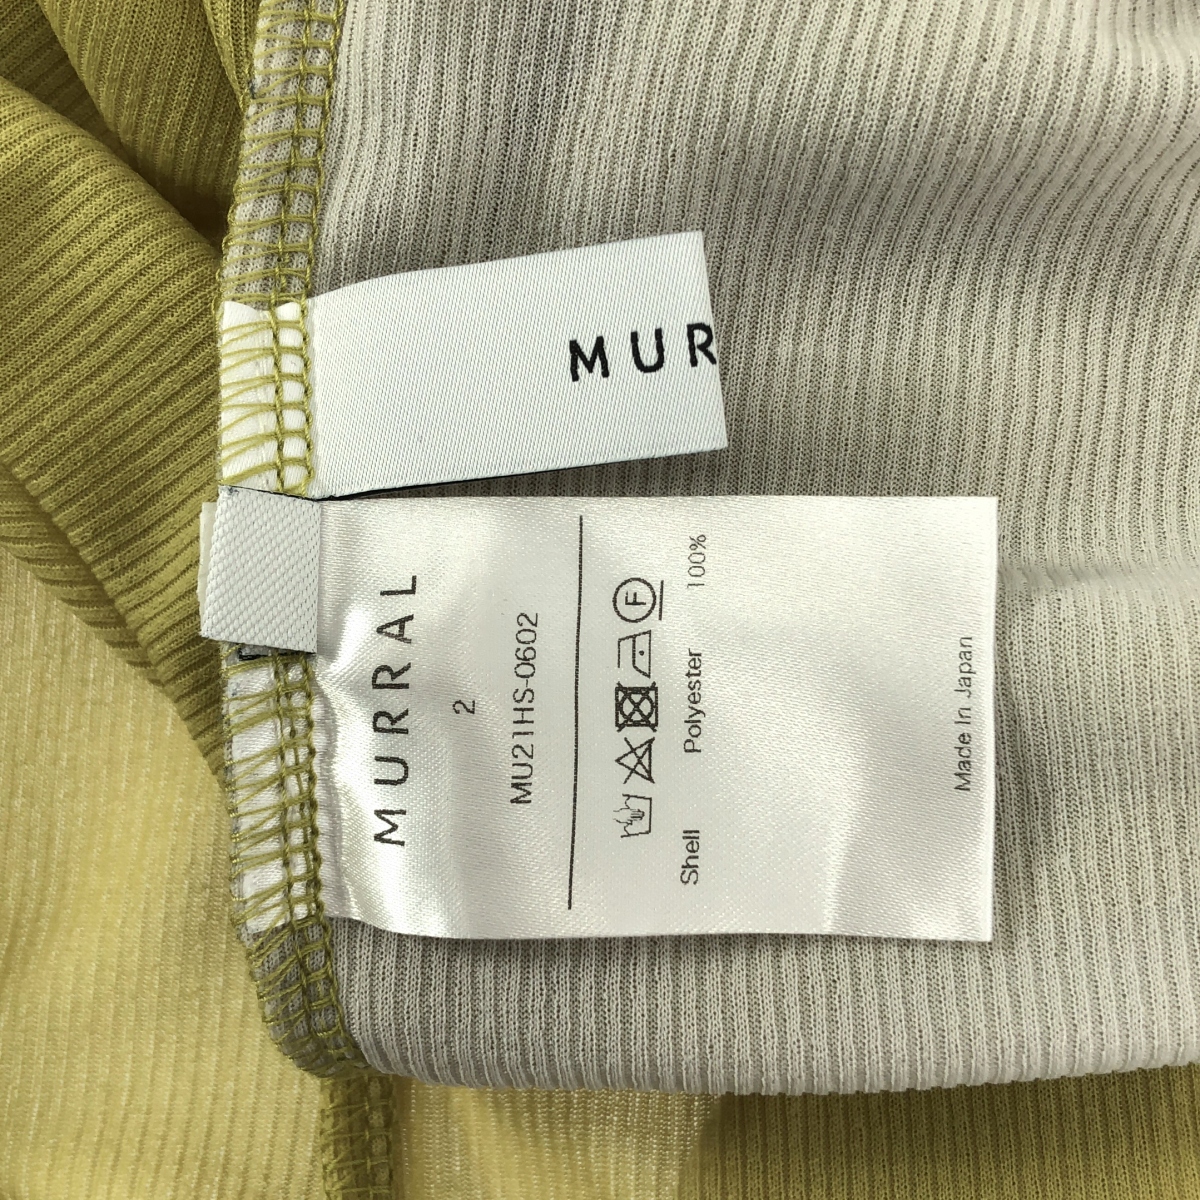 MUR
MURRAL
2
MU21HS-0602
F
Shell Polyester 100%
Made In Japan